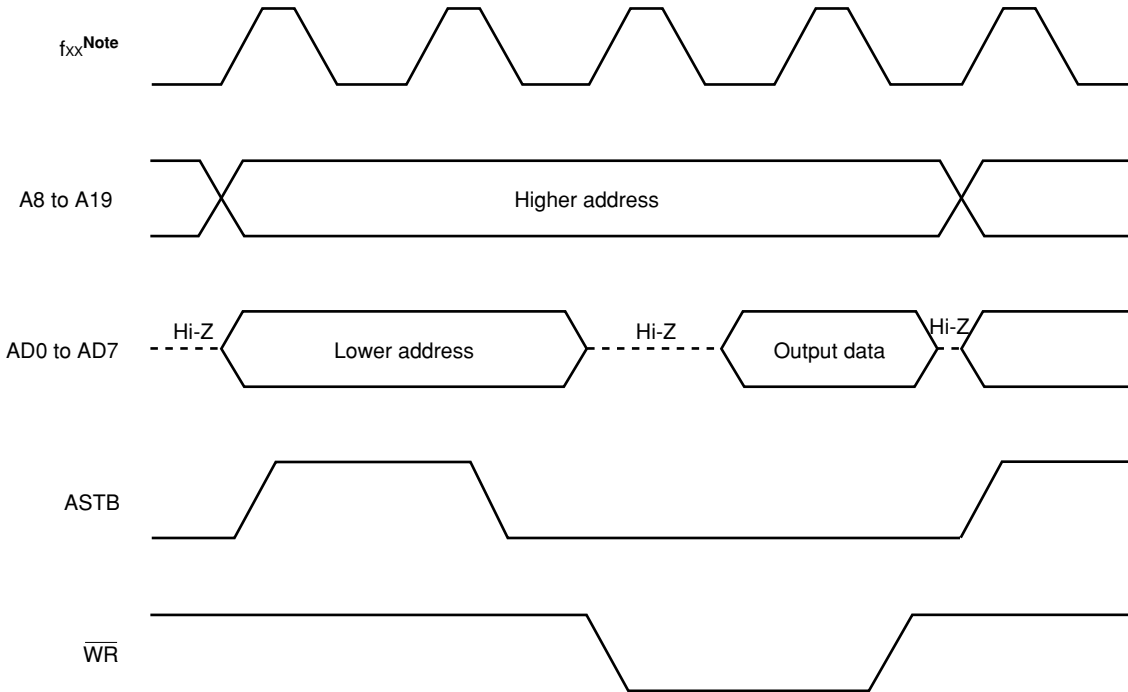 fxxNote
A8 to A19
Higher address
AD0 to AD7
Hi-Z
Lower address
Hi-Z
Output data
Hi-Z
ASTB
WR